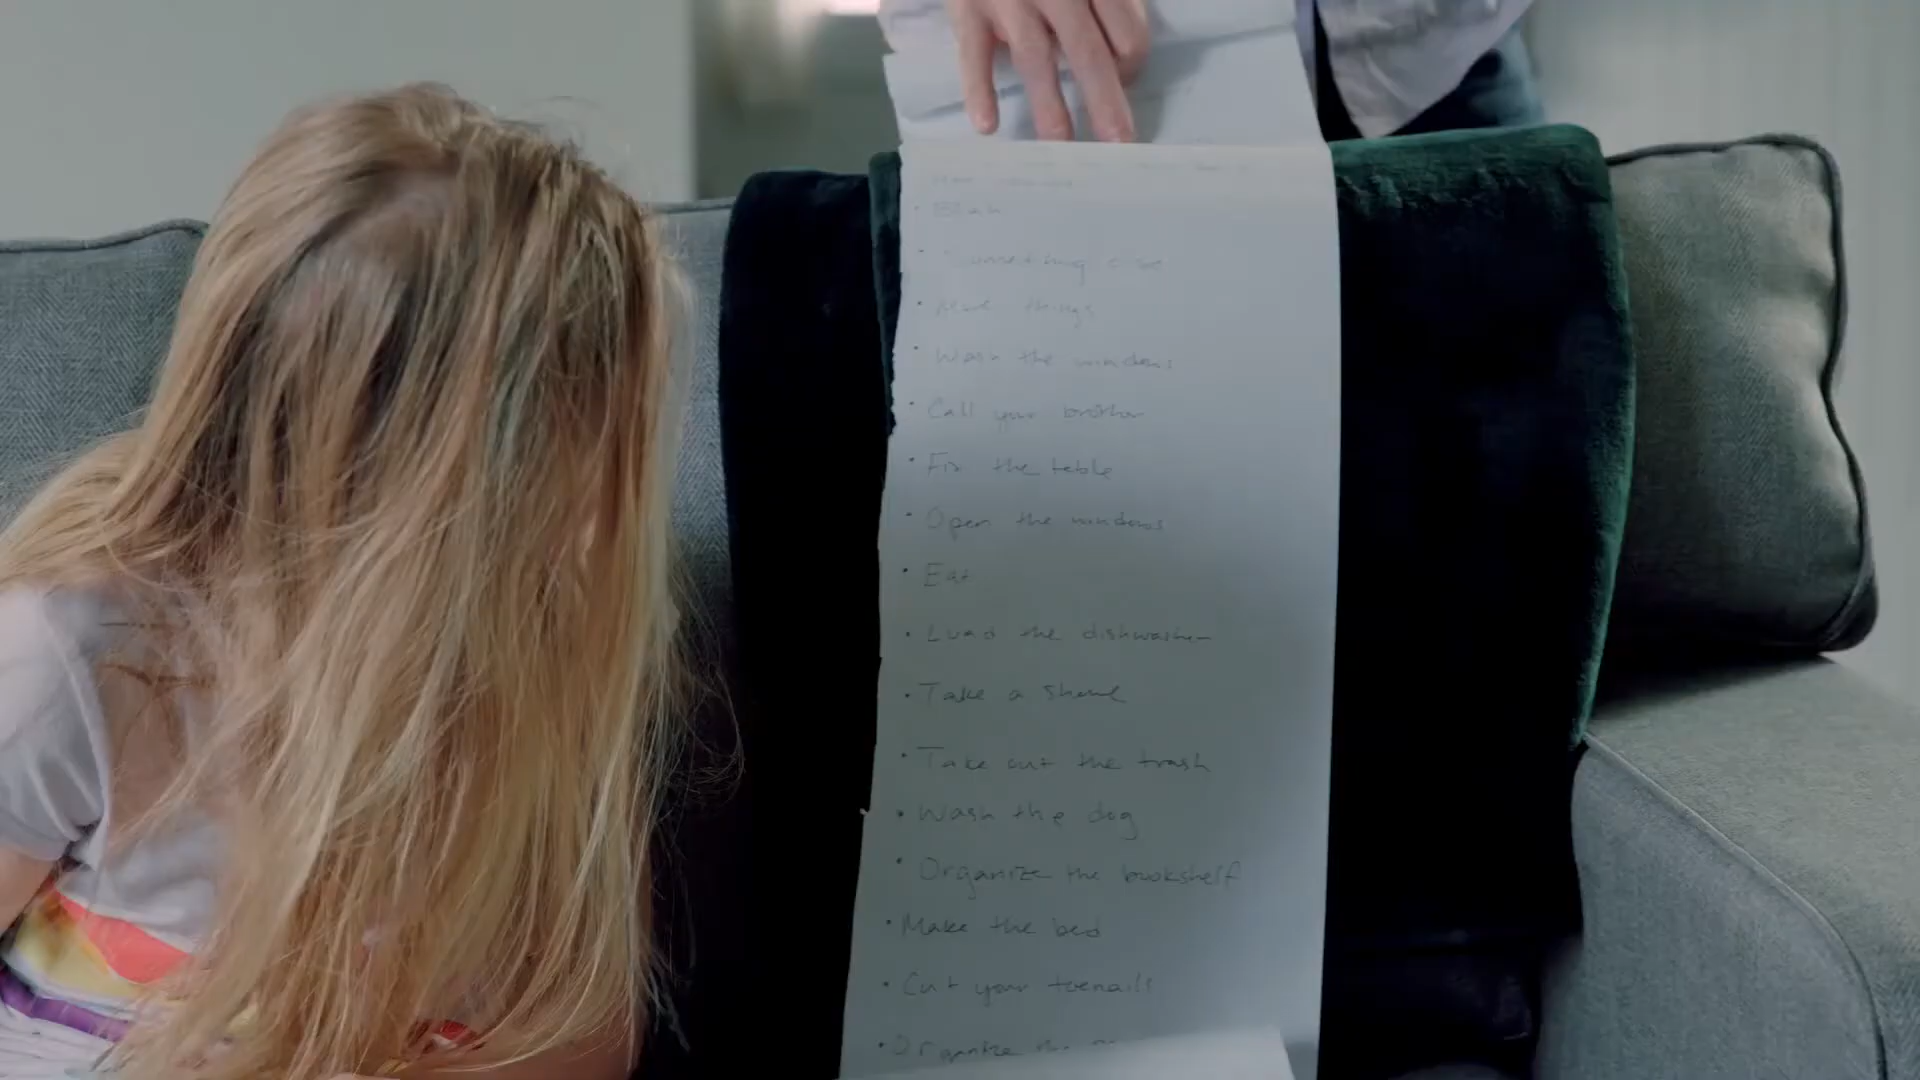 Blah
Something else
More things
Wash the windows
Call your brother
Fix the table
Open the windows
Eat
Load the dishwasher
Take a
Take out the trash
Wash the dog
Organize the bookshelf
Make the bed
Cut your toenails
Organize the